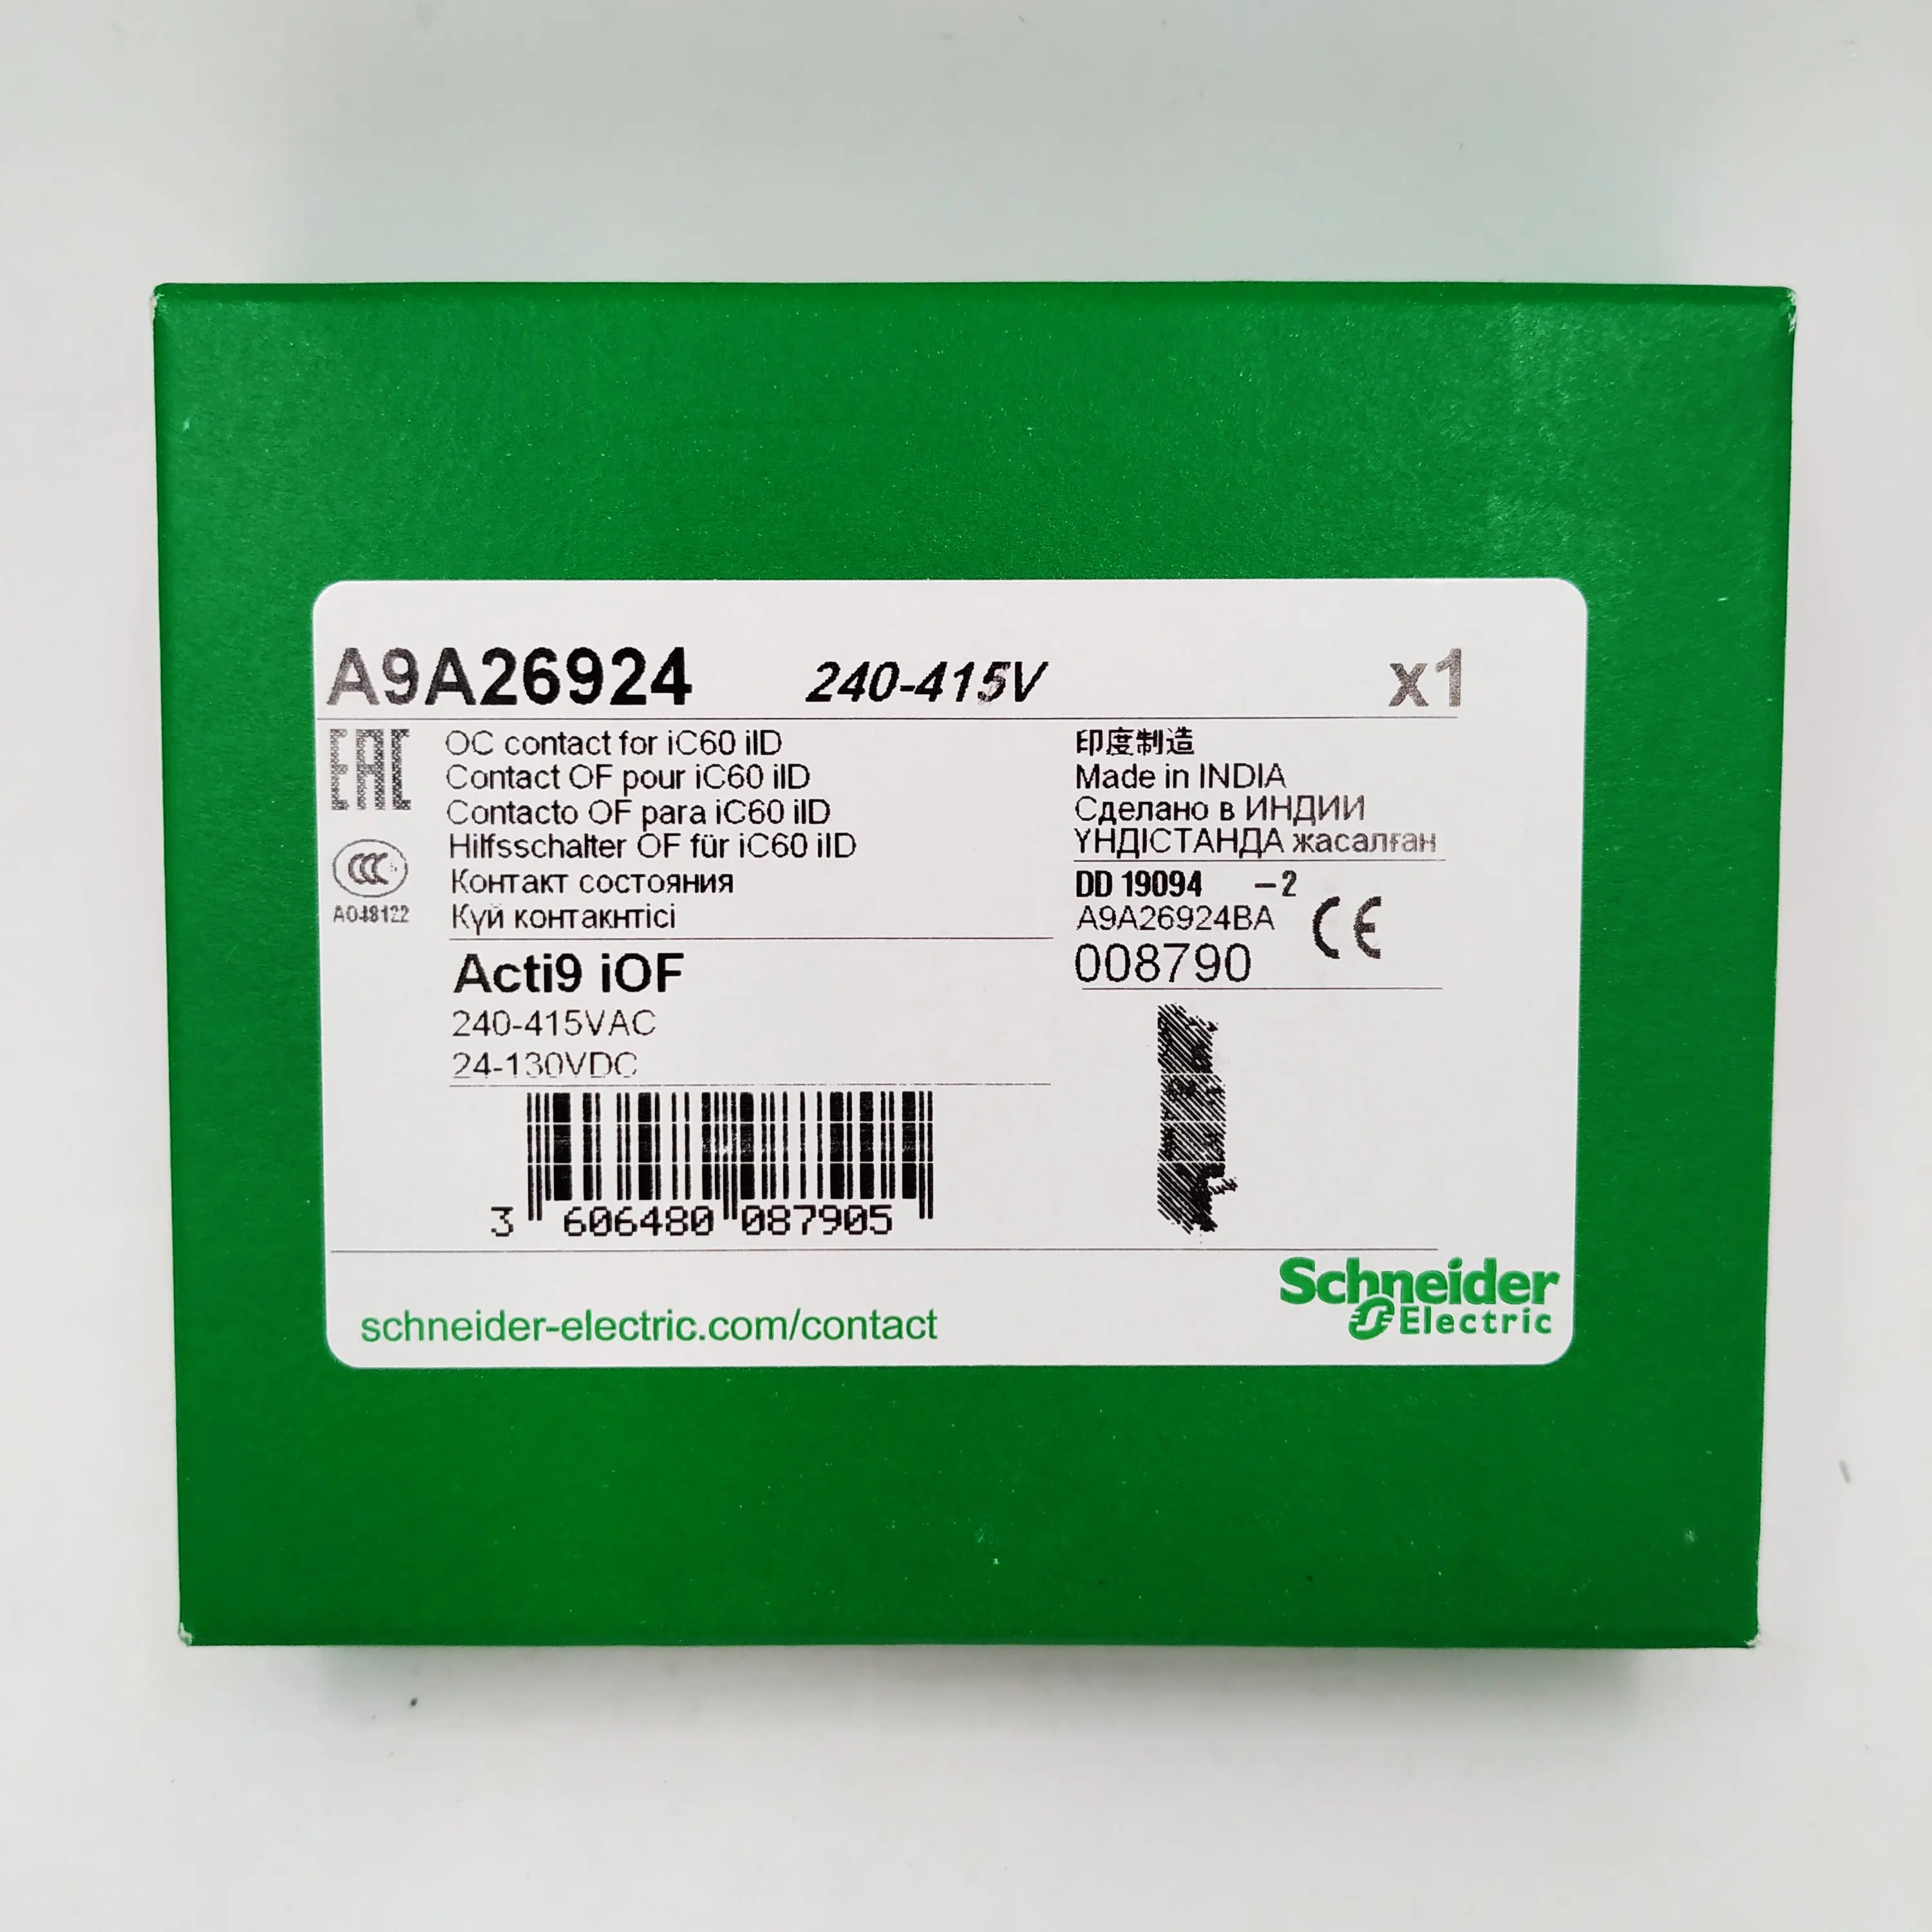 A9A26924 240-415V x1
EAC
OC contact for iC60 iID
Contact OF pour iC60 iID
Contacto OF para iC60 iID
Hilfsschalter OF für iC60 iID
Контакт состояния
Күй контакнтісі
CCC
A048122
印度制造
Made in INDIA
Сделано в ИНДИИ
ҮНДІСТАНДА жасалған
DD 19094 -2
A9A26924BA
CE
008790
Acti9 iOF
240-415VAC
24-130VDC
3 606480 087905
schneider-electric.com/contact
Schneider
Electric